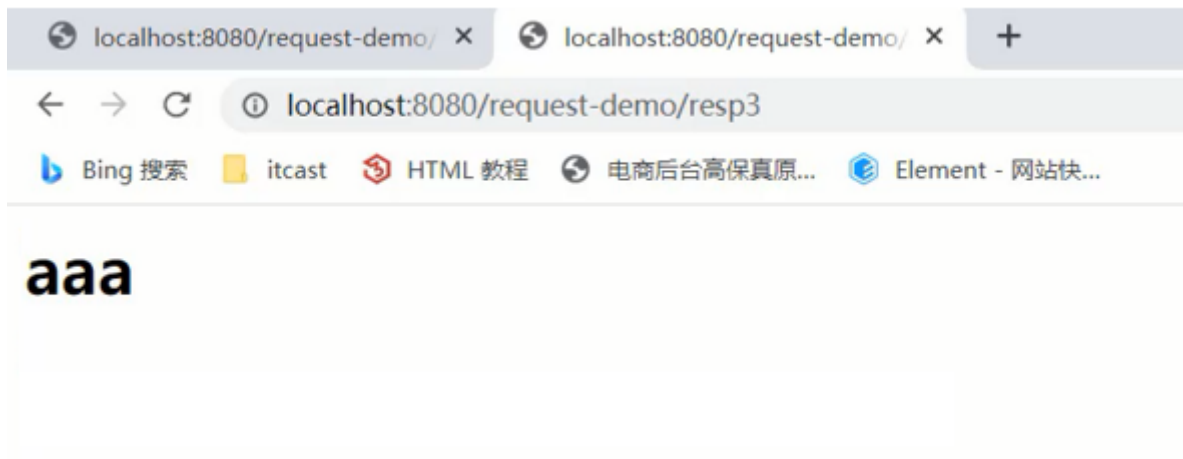 localhost:8080/request-demo/ localhost:8080/request-demo/
localhost:8080/request-demo/resp3
Bing 搜索 itcast HTML 教程 电商后台高保真原... Element - 网站快...
aaa